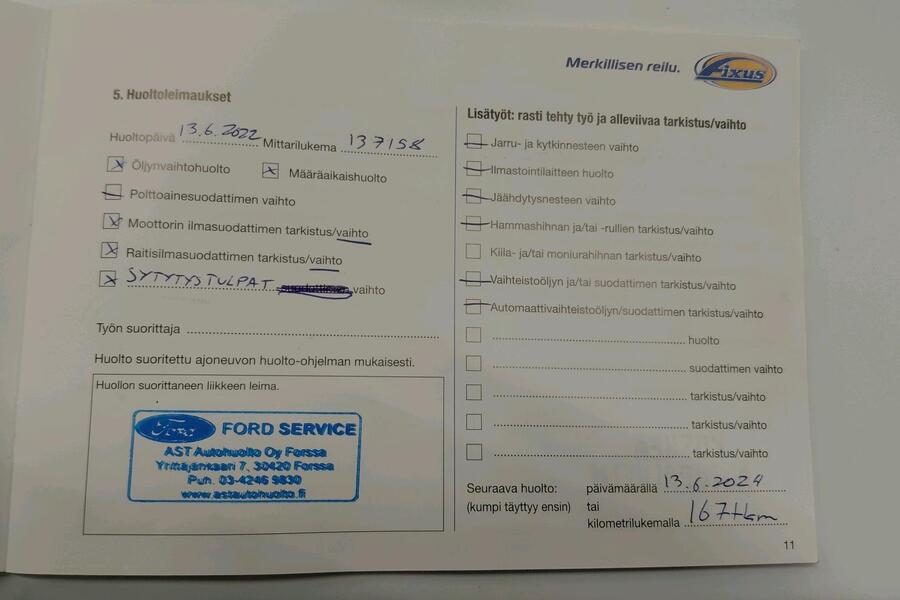 Merkillisen reilu. Fixus
5. Huoltoleimaukset
Huoltopäivä 13.6.2022 Mittarilukema 137158
Öljynvaihtohuolto Määräaikaishuolto
Polttoainesuodattimen vaihto
Moottorin ilmasuodattimen tarkistus/vaihto
Raitisilmasuodattimen tarkistus/vaihto
SYTYTYSTULPAT suodattimen vaihto
Työn suorittaja
Huolto suoritettu ajoneuvon huolto-ohjelman mukaisesti.
Huollon suorittaneen liikkeen leima.
Ford FORD SERVICE
AST Autohuolto Oy Forssa
Yrittäjänkaari 7, 30420 Forssa
Puh. 03-4246 9830
www.astautohuolto.fi
Lisätyöt: rasti tehty työ ja alleviivaa tarkistus/vaihto
Jarru- ja kytkinnesteen vaihto
Ilmastointilaitteen huolto
Jäähdytysnesteen vaihto
Hammashihnan ja/tai -rullien tarkistus/vaihto
Kiila- ja/tai moniurahihnan tarkistus/vaihto
Vaihteistoöljyn ja/tai suodattimen tarkistus/vaihto
Automaattivaihteistoöljyn/suodattimen tarkistus/vaihto
huolto
suodattimen vaihto
tarkistus/vaihto
tarkistus/vaihto
tarkistus/vaihto
Seuraava huolto: päivämäärällä 13.6.2024
(kumpi täyttyy ensin) tai
kilometrilukemalla 167tkm
11